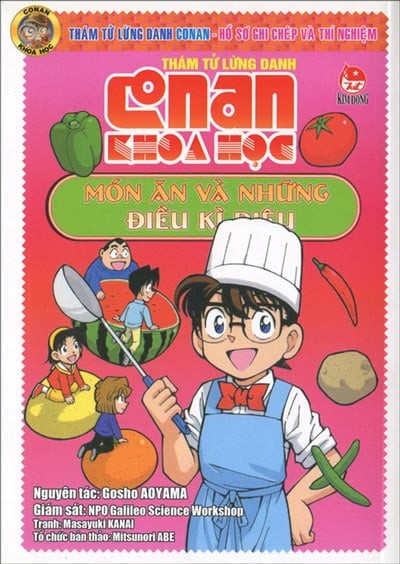 CONAN
KHOA HỌC
THÁM TỬ LỪNG DANH CONAN - HỒ SƠ GHI CHÉP VÀ THÍ NGHIỆM
THÁM TỬ LỪNG DANH
CONAN
KHOA HỌC
KIM ĐỒNG
MÓN ĂN VÀ NHỮNG
ĐIỀU KÌ DIỆU
Nguyên tác: Gosho AOYAMA
Giám sát: NPO Galileo Science Workshop
Tranh: Masayuki KANAI
Tổ chức bản thảo: Mitsunori ABE